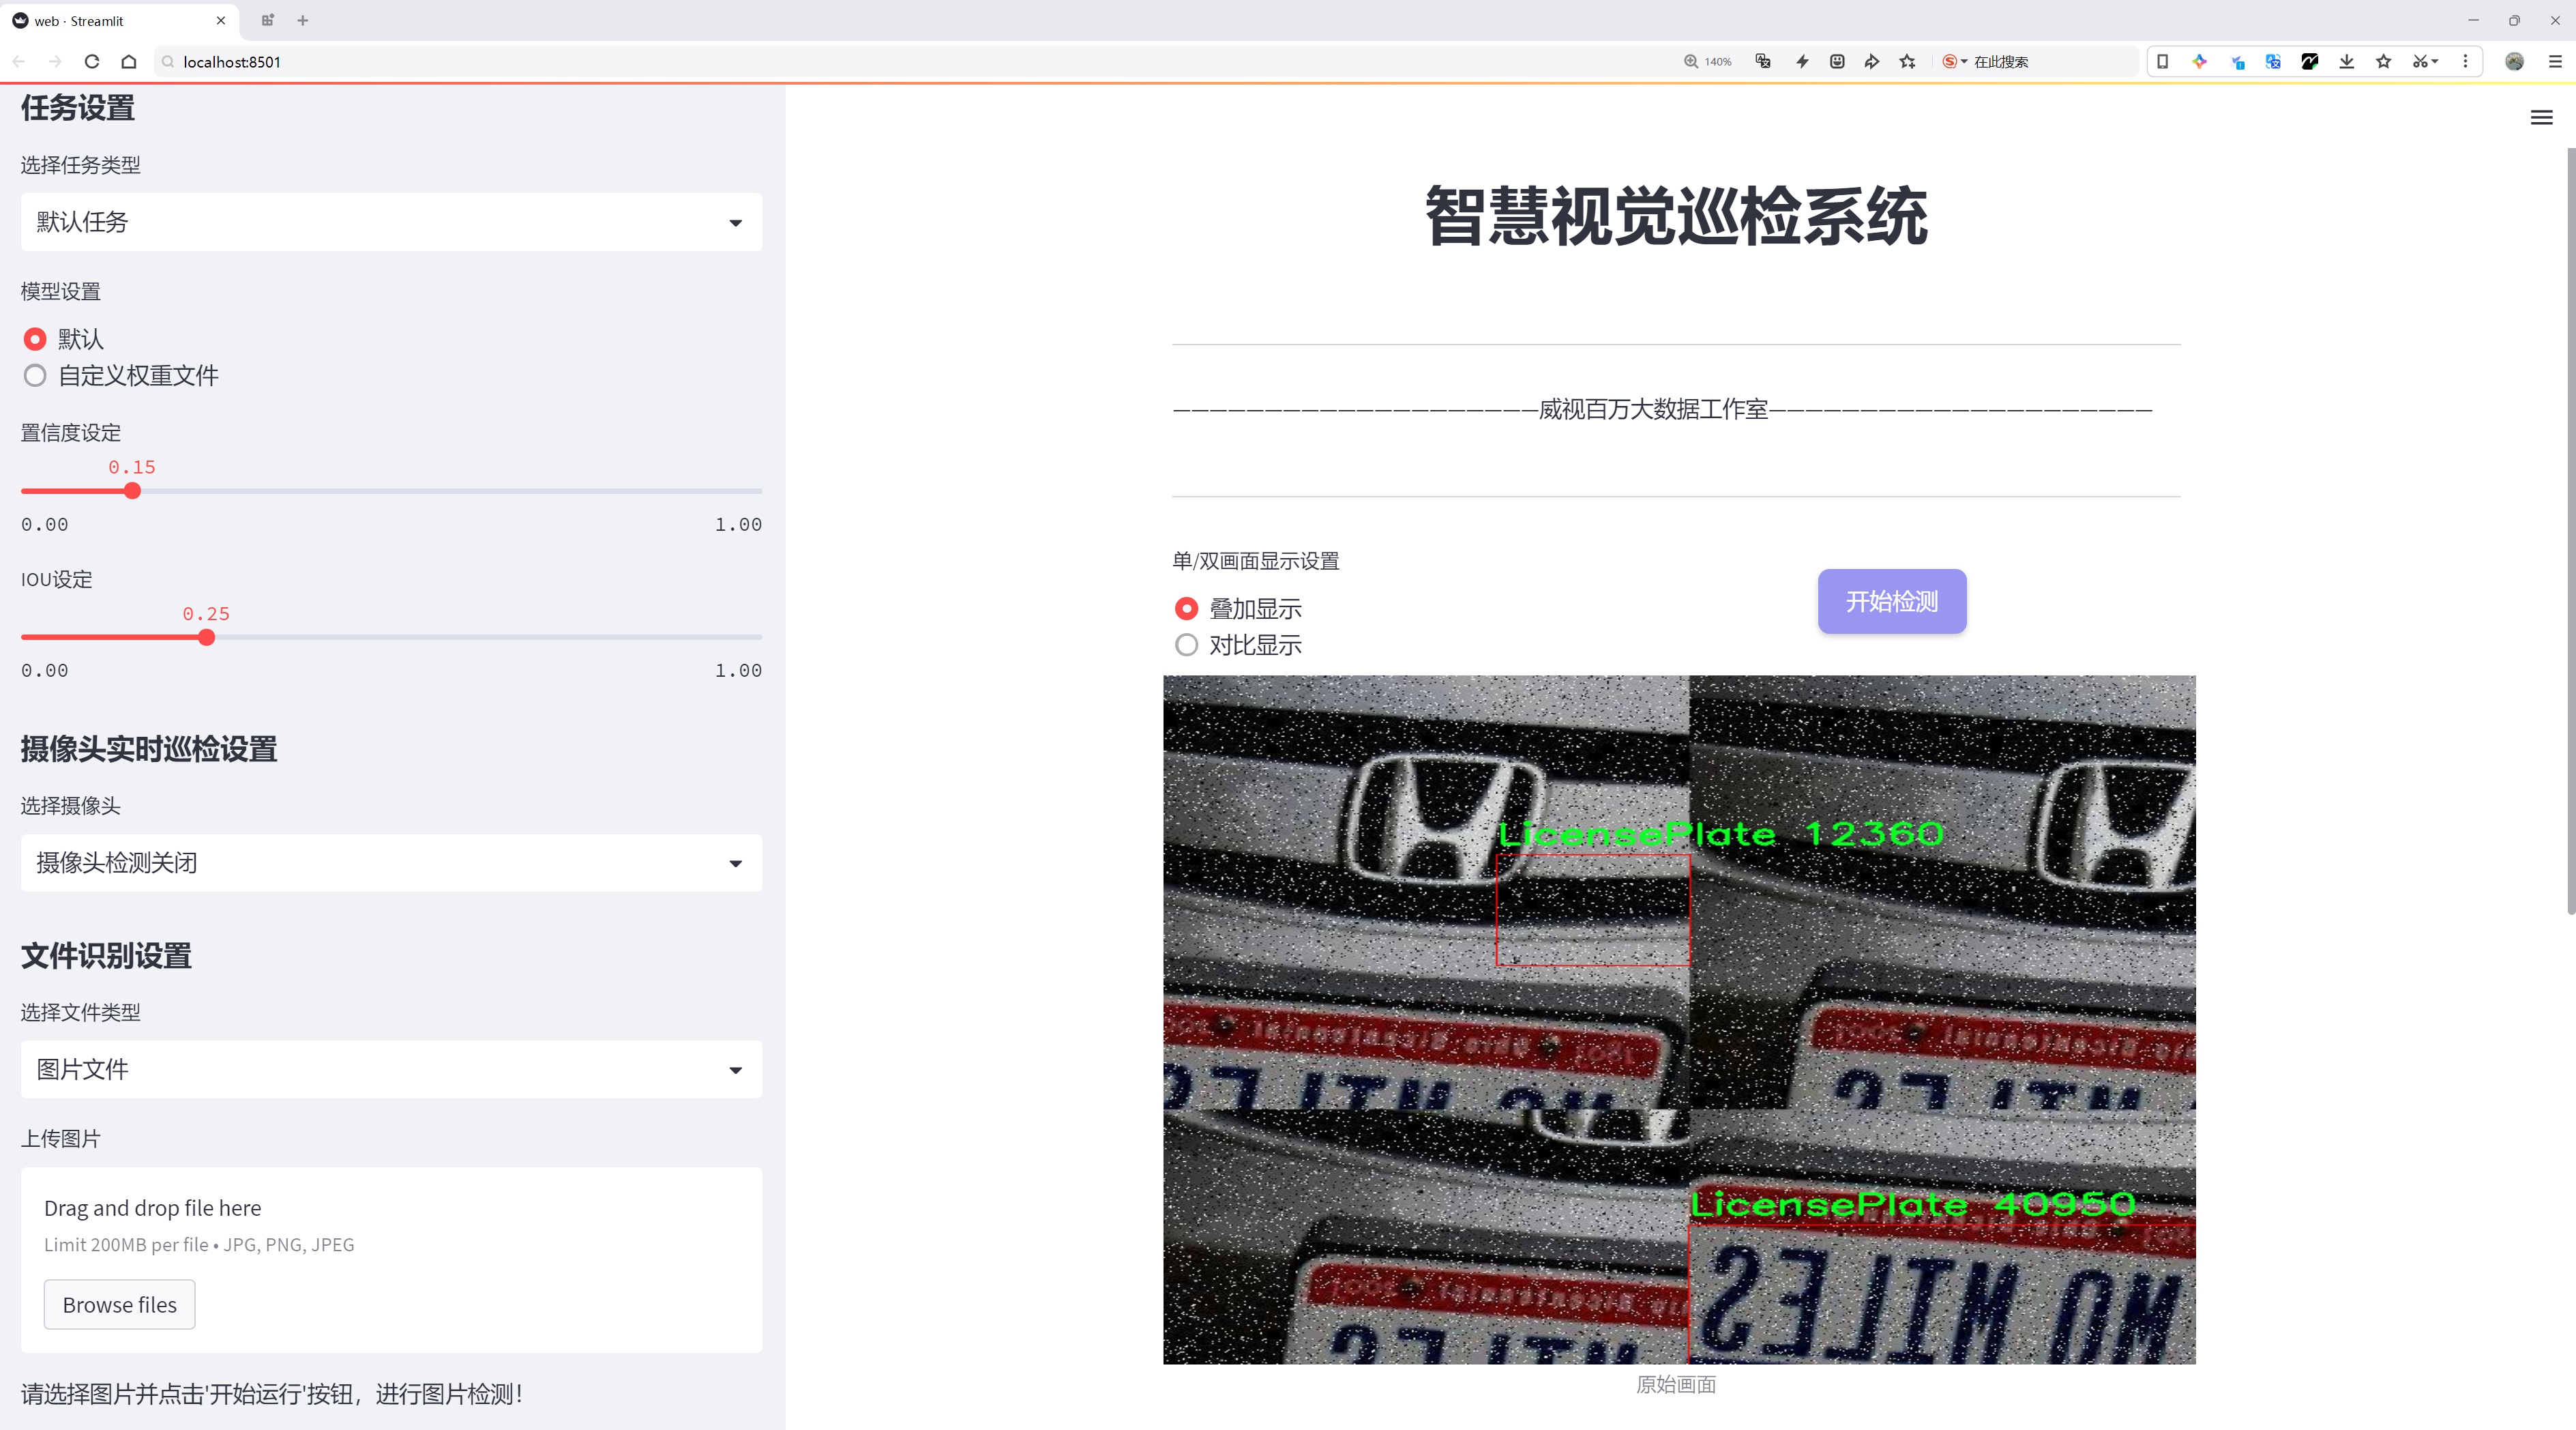 web · Streamlit
localhost:8501
140%
在此搜索
任务设置
选择任务类型
默认任务
模型设置
默认
自定义权重文件
置信度设定
0.15
0.00
1.00
IOU设定
0.25
0.00
1.00
摄像头实时巡检设置
选择摄像头
摄像头检测关闭
文件识别设置
选择文件类型
图片文件
上传图片
Drag and drop file here
Limit 200MB per file • JPG, PNG, JPEG
Browse files
请选择图片并点击'开始运行'按钮，进行图片检测！
智慧视觉巡检系统
————————————————————威视百万大数据工作室—————————————————————
单/双画面显示设置
叠加显示
对比显示
开始检测
LicensePlate 12360
LicensePlate 40950
原始画面